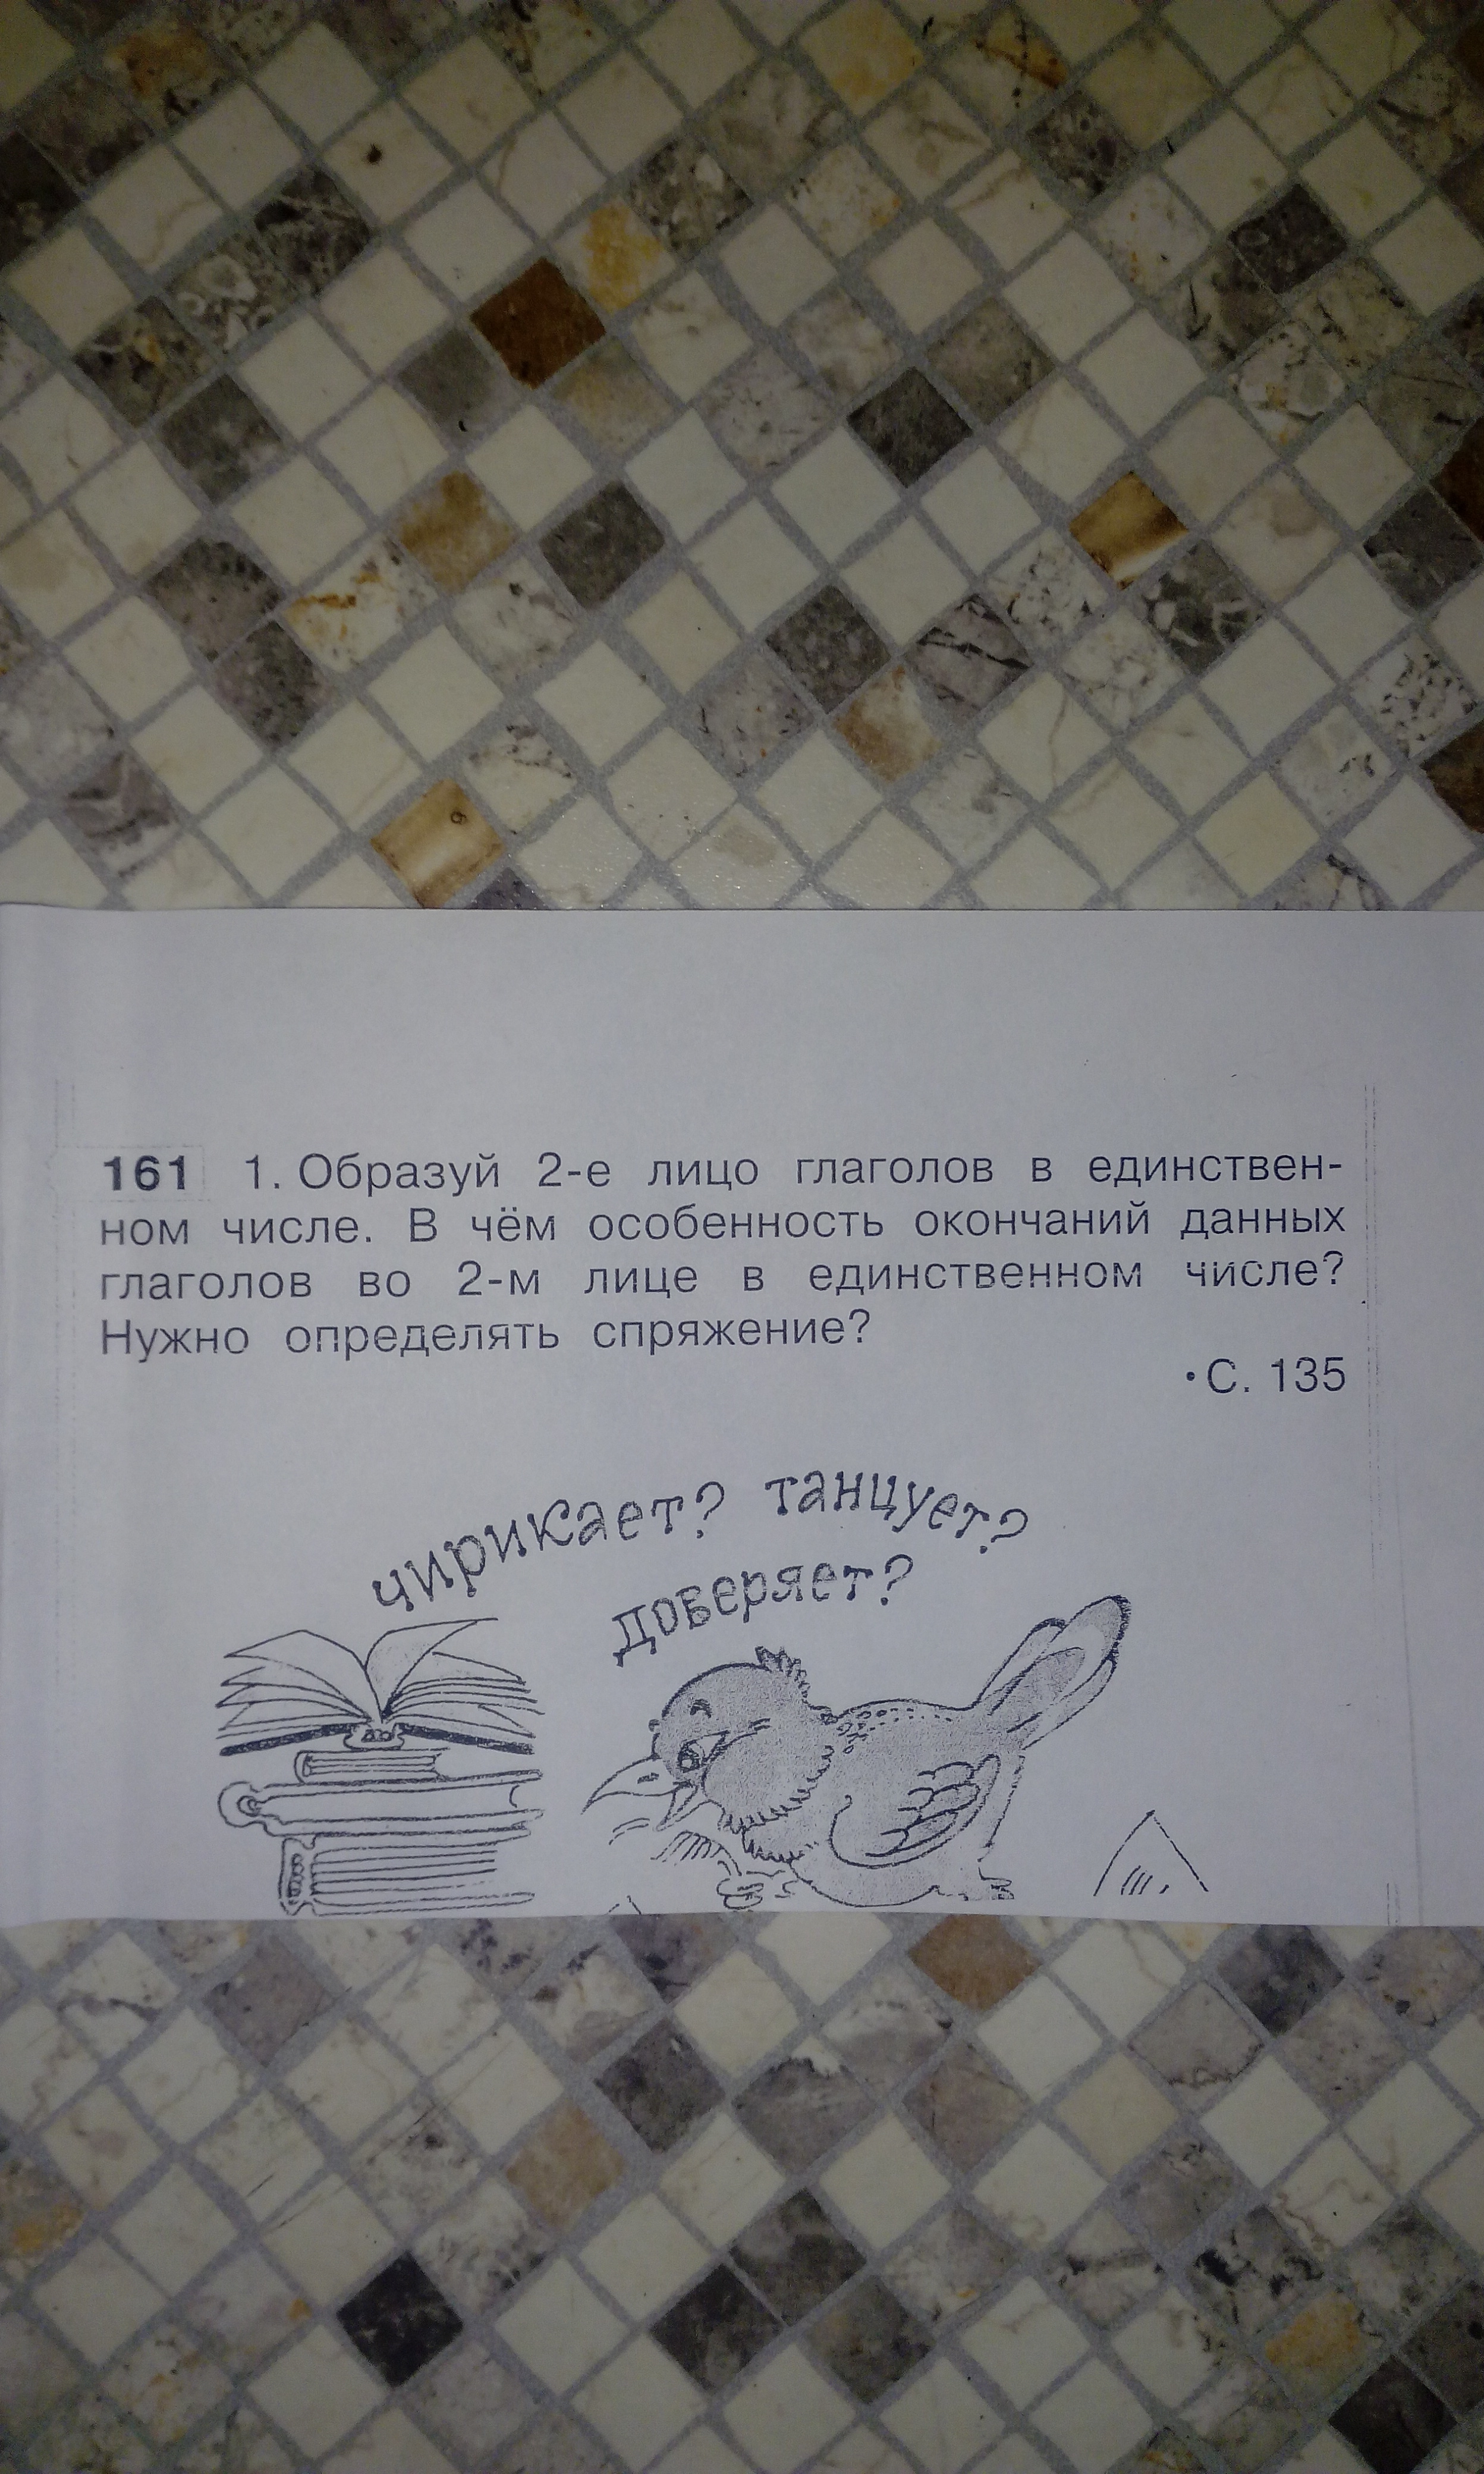 161 1. Образуй 2-е лицо глаголов в единствен-
ном числе. В чём особенность окончаний данных
глаголов во 2-м лице в единственном числе?
Нужно определять спряжение?
•С. 135
чирикает? танцует?
доверяет?